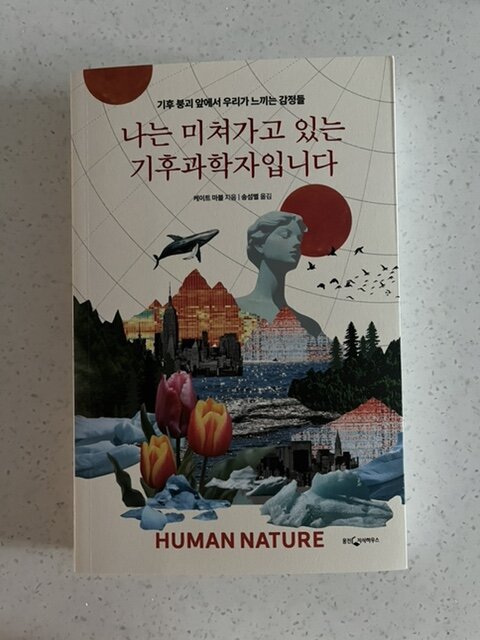 기후 붕괴 앞에서 우리가 느끼는 감정들
나는 미쳐가고 있는
기후과학자입니다
케이트 마블 지음 | 송섬별 옮김
HUMAN NATURE
웅진 지식하우스